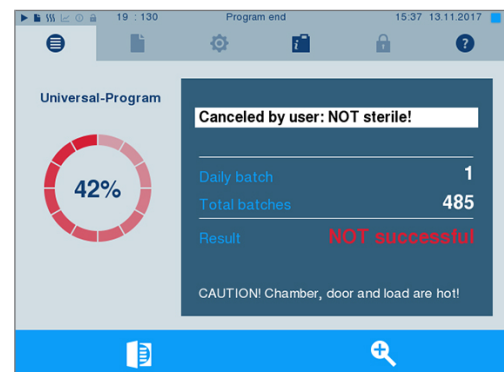 19 : 130 Program end 15:37 13.11.2017
i ?
Universal-Program
42%
Canceled by user: NOT sterile!
Daily batch 1
Total batches 485
Result NOT successful
CAUTION! Chamber, door and load are hot!